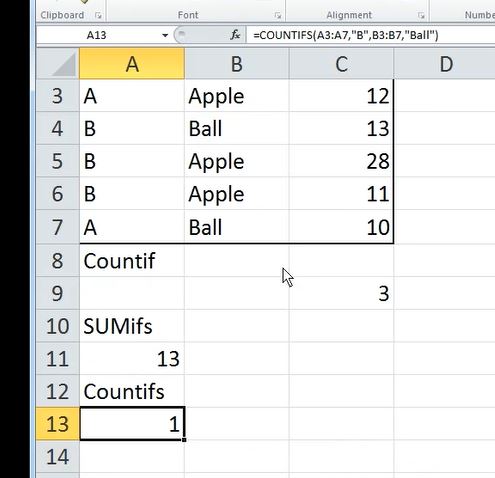 Clipboard Font Alignment Numbe
A13 fx =COUNTIFS(A3:A7,"B",B3:B7,"Ball")
A B C D
3 A Apple 12
4 B Ball 13
5 B Apple 28
6 B Apple 11
7 A Ball 10
8 Countif
9 3
10 SUMifs
11 13
12 Countifs
13 1
14